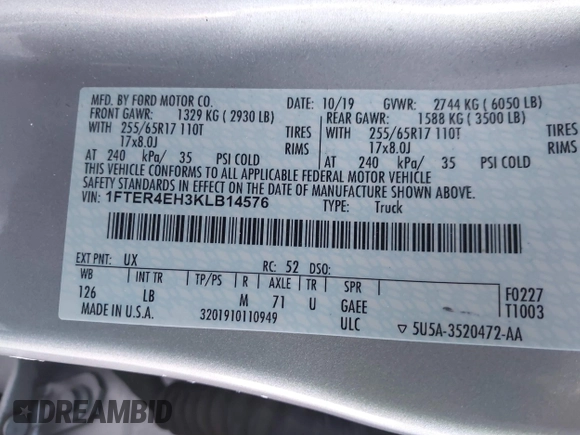 MFD. BY FORD MOTOR CO. DATE: 10/19 GVWR: 2744 KG ( 6050 LB)
FRONT GAWR: 1329 KG ( 2930 LB) REAR GAWR: 1588 KG ( 3500 LB)
WITH 255/65R17 110T TIRES WITH 255/65R17 110T TIRES
17x8.0J RIMS 17x8.0J RIMS
AT 240 kPa/ 35 PSI COLD AT 240 kPa/ 35 PSI COLD
THIS VEHICLE CONFORMS TO ALL APPLICABLE FEDERAL MOTOR VEHICLE
SAFETY STANDARDS IN EFFECT ON THE DATE OF MANUFACTURE SHOWN ABOVE.
VIN: 1FTER4EH3KLB14576 TYPE: Truck
EXT PNT: UX RC: 52 DSO:
WB INT TR TP/PS R AXLE TR SPR F0227
126 LB M 71 U GAEE T1003
MADE IN U.S.A. 3201910110949 ULC ▽ 5U5A-3520472-AA
DREAMBID